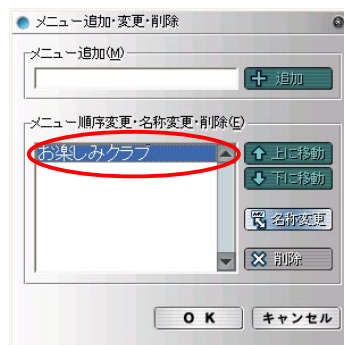 メニュー追加・変更・削除
メニュー追加(M)
追加
メニュー順序変更・名称変更・削除(E)
お楽しみクラブ
上に移動
下に移動
名称変更
削除
OK
キャンセル